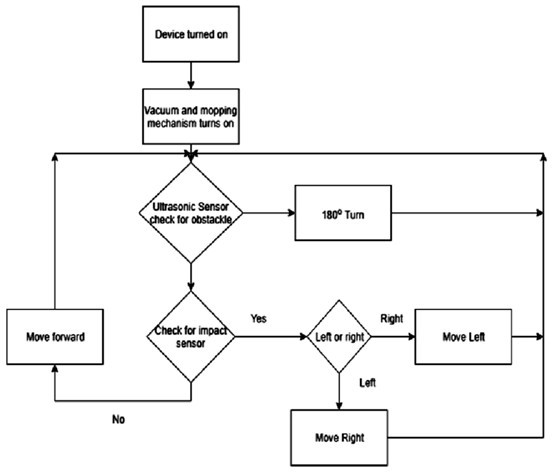 Device turned on
Vacuum and mopping
mechanism turns on
Ultrasonic Sensor
check for obstackle
180° Turn
Move forward
Check for impact
sensor
Yes
Left or right
Right
Move Left
Left
No
Move Right